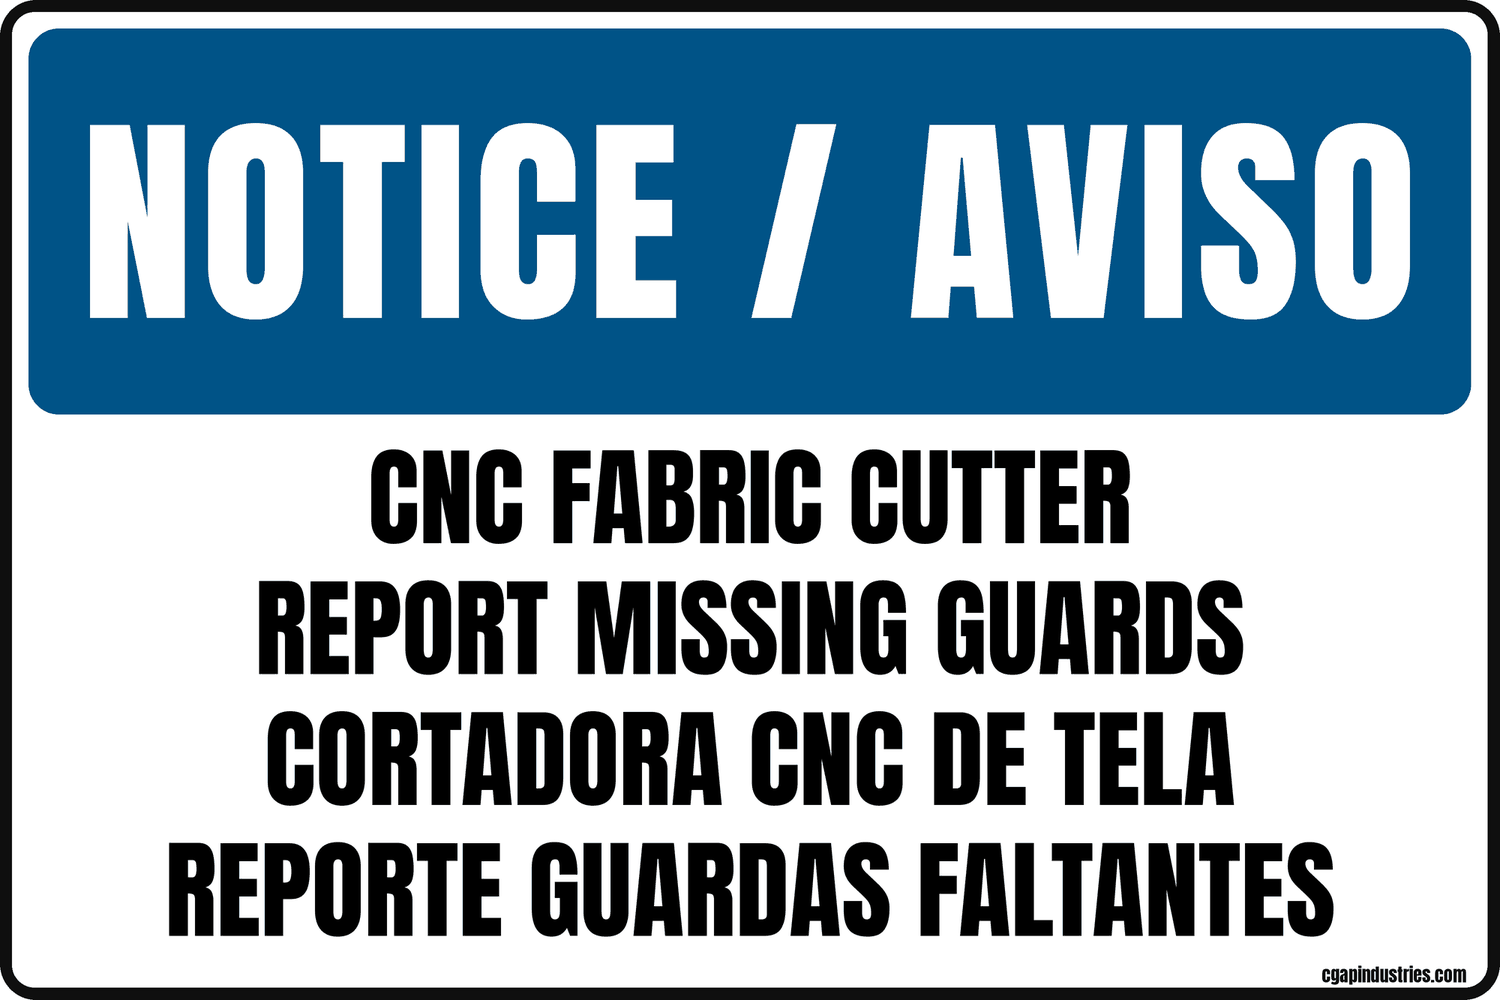 NOTICE / AVISO
CNC FABRIC CUTTER
REPORT MISSING GUARDS
CORTADORA CNC DE TELA
REPORTE GUARDAS FALTANTES
cgapindustries.com